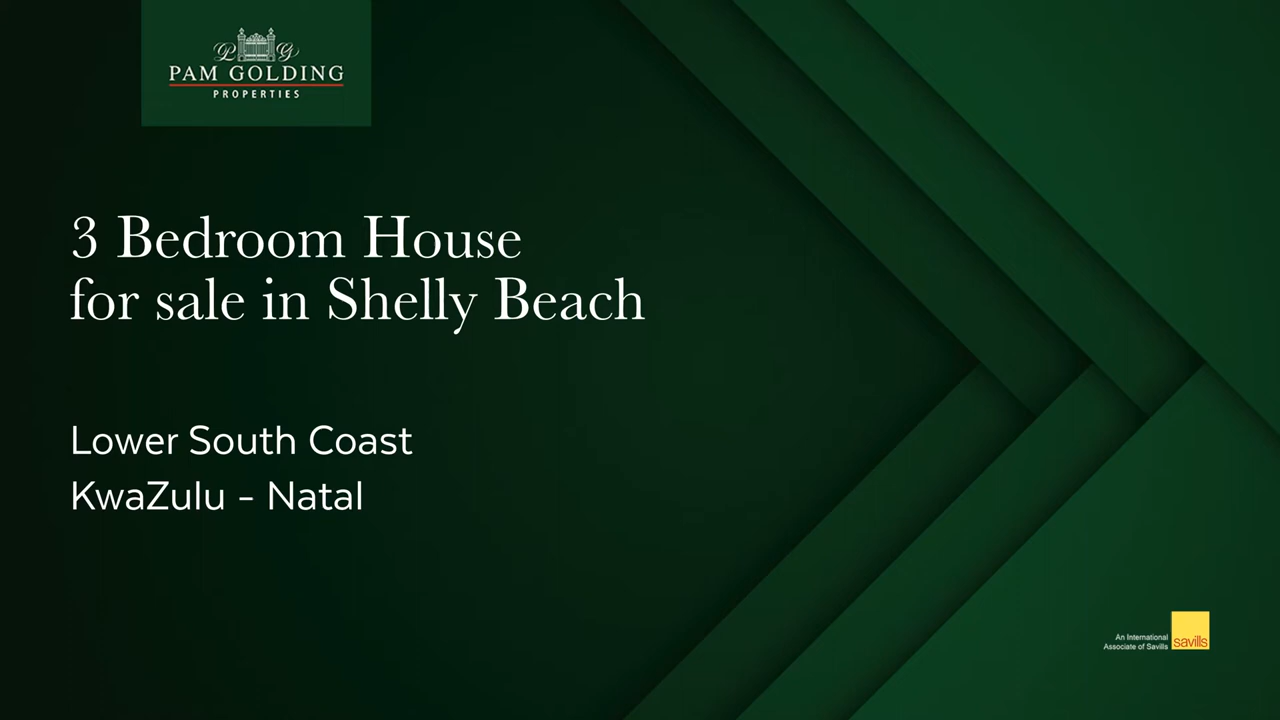 P G
PAM GOLDING
PROPERTIES
3 Bedroom House
for sale in Shelly Beach
Lower South Coast
KwaZulu - Natal
An International
Associate of Savills
savills